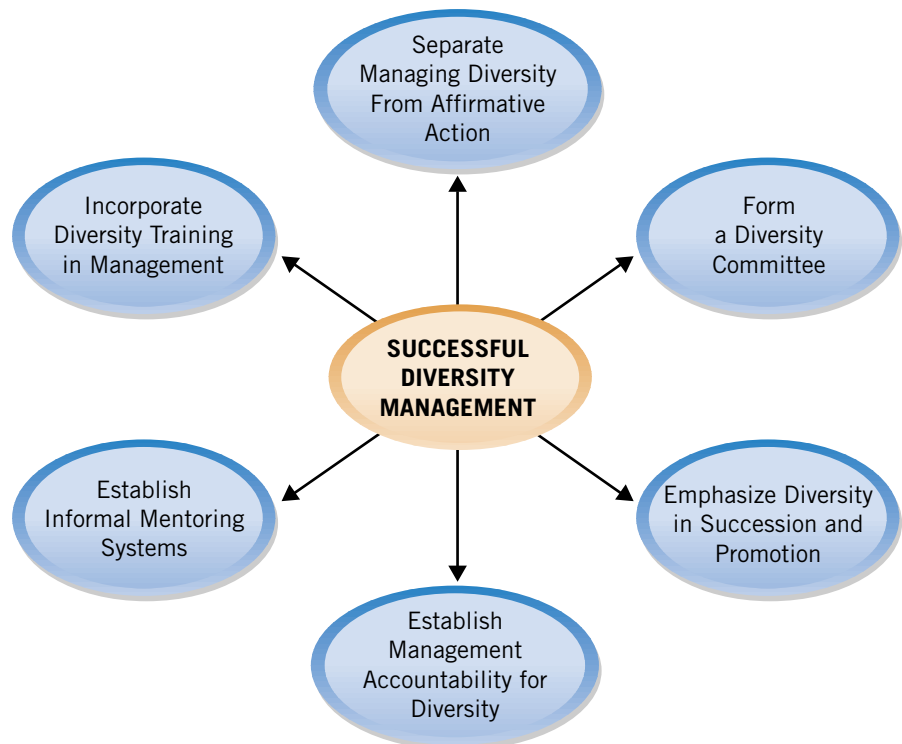 Separate
Managing Diversity
From Affirmative
Action
Incorporate
Diversity Training
in Management
Form
a Diversity
Committee
SUCCESSFUL
DIVERSITY
MANAGEMENT
Establish
Informal Mentoring
Systems
Emphasize Diversity
in Succession and
Promotion
Establish
Management
Accountability for
Diversity